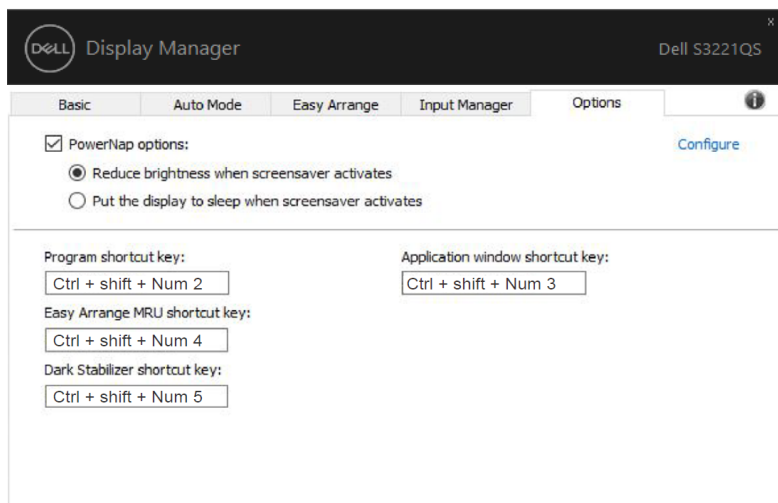 DELL Display Manager
Dell S3221QS
x
Basic Auto Mode Easy Arrange Input Manager Options
PowerNap options:
Configure
Reduce brightness when screensaver activates
Put the display to sleep when screensaver activates
Program shortcut key:
Application window shortcut key:
Ctrl + shift + Num 2
Ctrl + shift + Num 3
Easy Arrange MRU shortcut key:
Ctrl + shift + Num 4
Dark Stabilizer shortcut key:
Ctrl + shift + Num 5